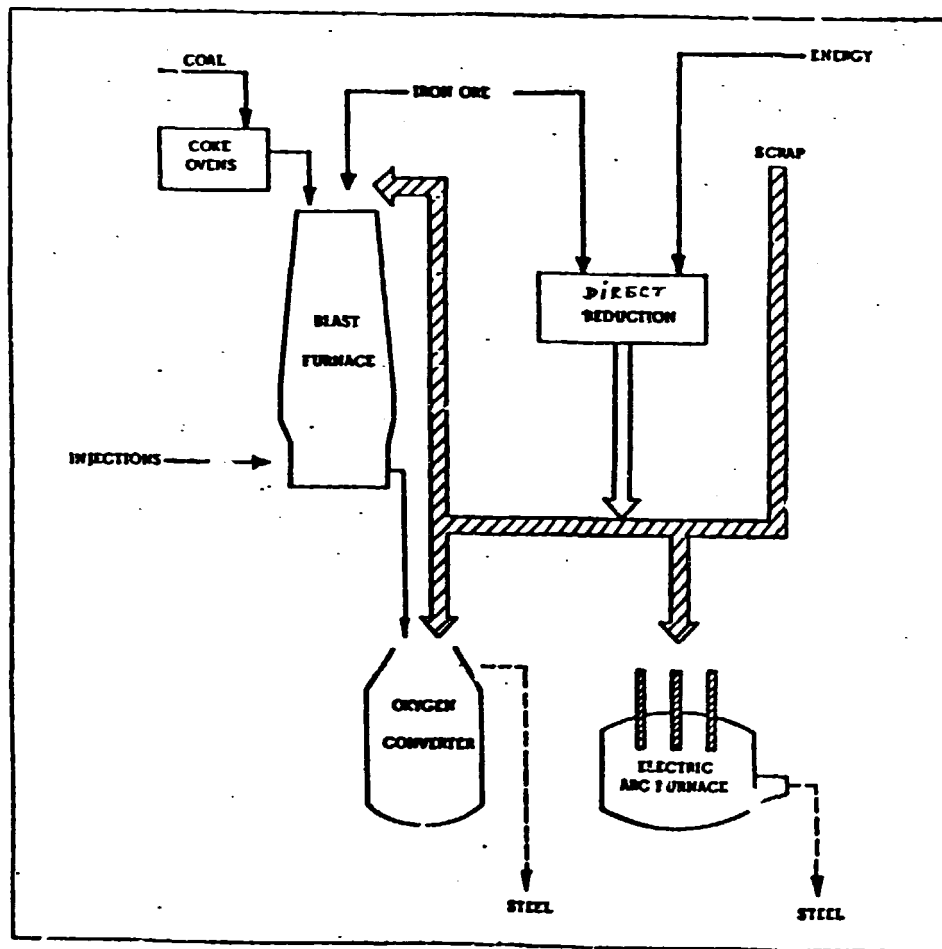 COAL
IRON ORE
ENERGY
COKE
OVENS
SCRAP
DIRECT
REDUCTION
BLAST
FURNACE
INJECTIONS
OXYGEN
CONVERTER
ELECTRIC
ARC FURNACE
STEEL
STEEL